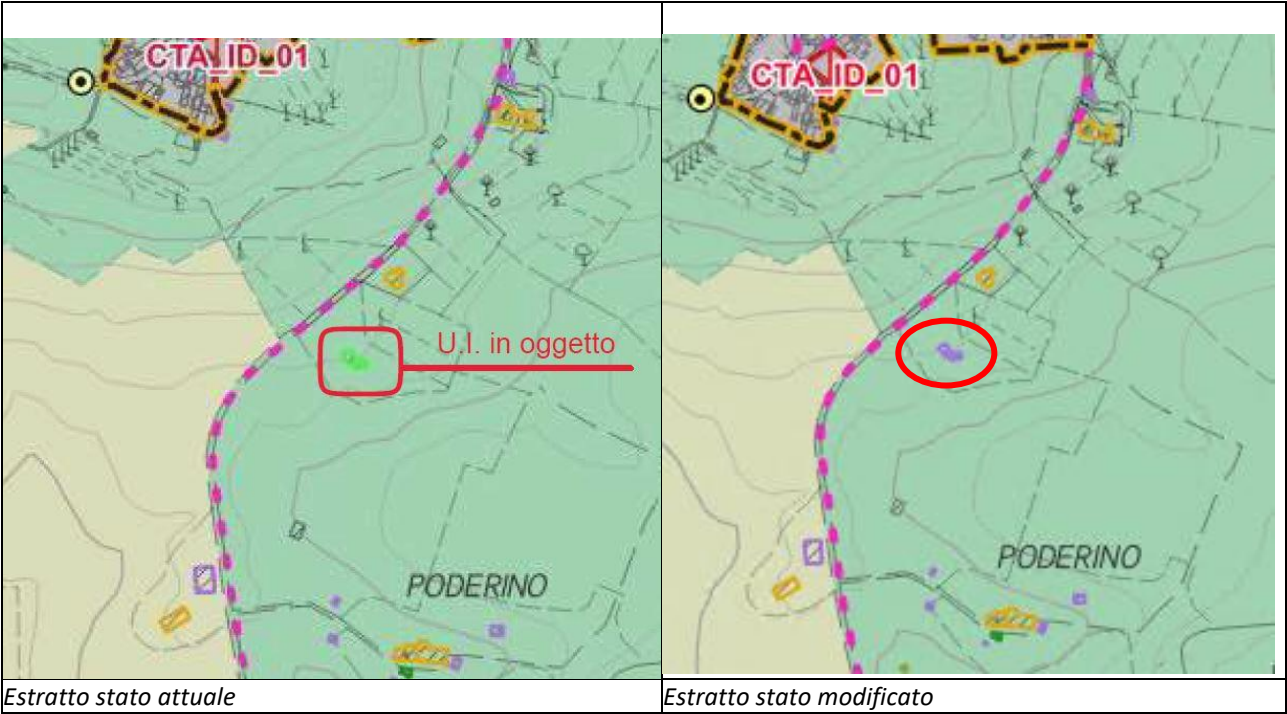 CTA_ID_01
U.I. in oggetto
PODERINO
Estratto stato attuale
CTA_ID_01
PODERINO
Estratto stato modificato